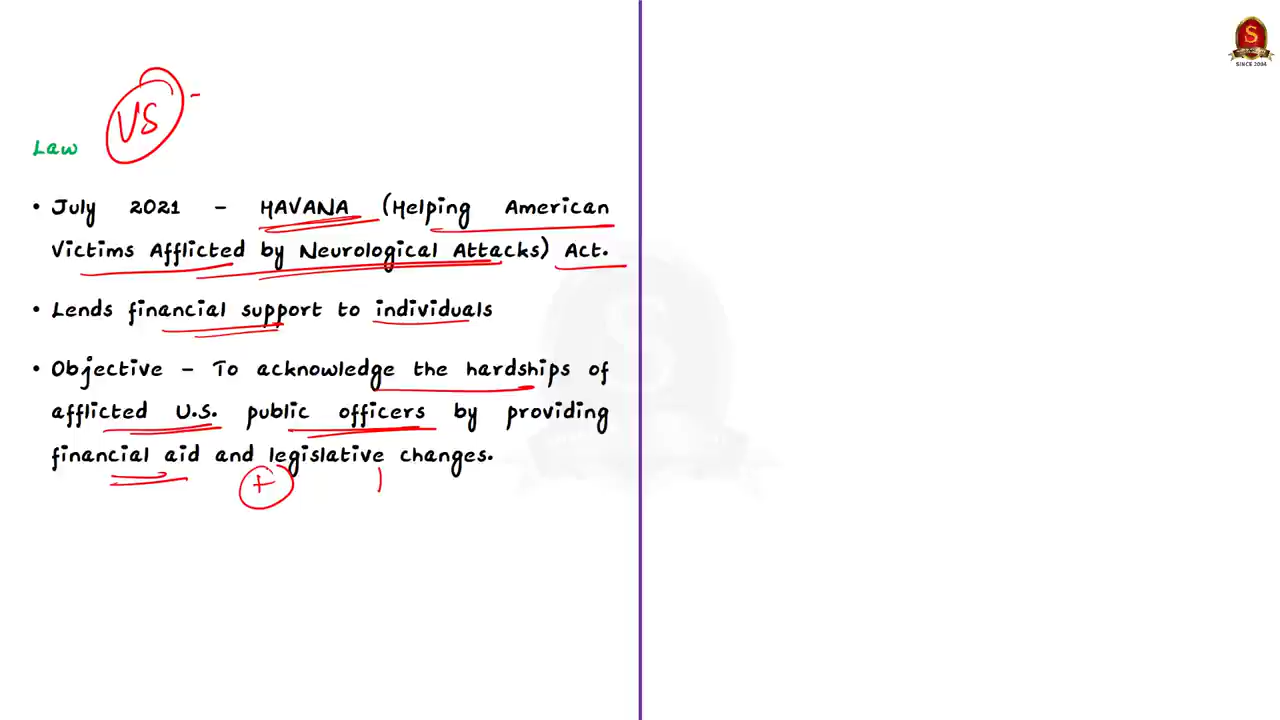 S
SINCE 2004
VS -
Law
• July 2021 - HAVANA (Helping American
Victims Afflicted by Neurological Attacks) Act.
• Lends financial support to individuals
• Objective - To acknowledge the hardships of
afflicted U.S. public officers by providing
financial aid and legislative changes.
+